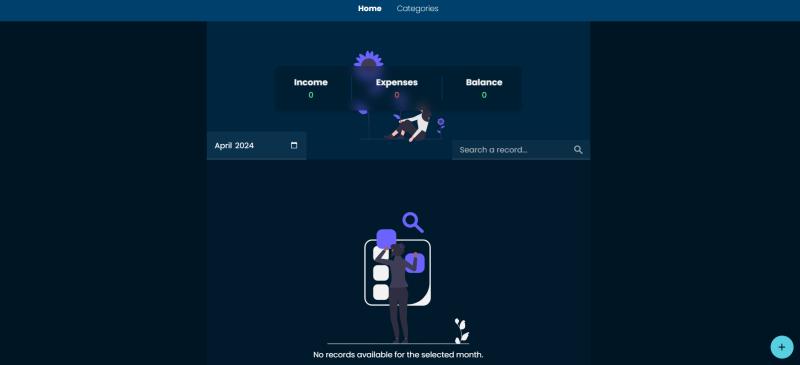 Home Categories
Income Expenses Balance
0 0 0
April 2024
Search a record...
No records available for the selected month.
+